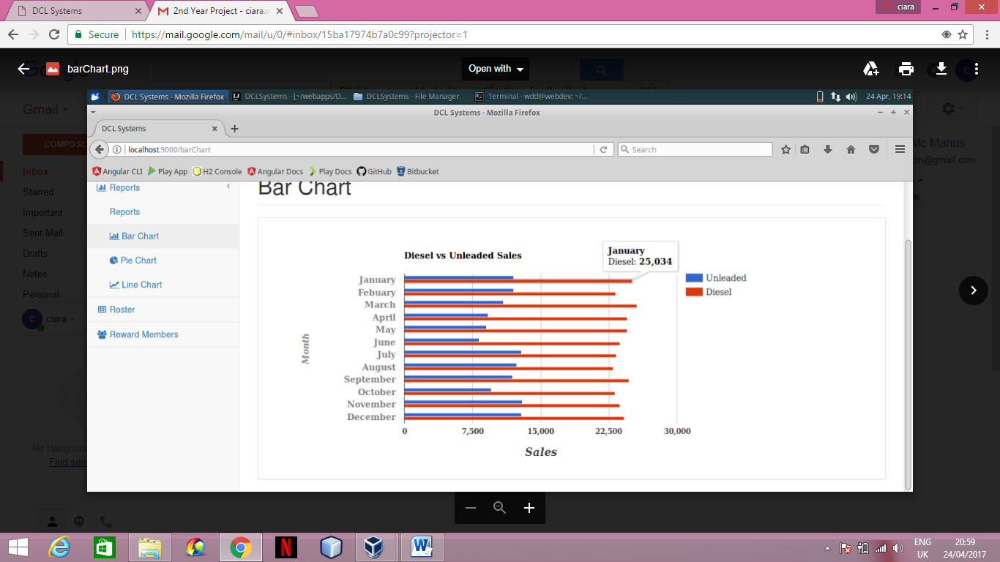 DCL Systems
2nd Year Project - ciara.
ciara
Secure
https://mail.google.com/mail/u/0/#inbox/15ba17974b7a0c99?projector=1
barChart.png
Open with
DCL Systems - Mozilla Firefox
DCLSystems - [~/webapps/D...
DCLSystems - File Manager
Terminal - wdd@webdev: ~/...
24 Apr, 19:14
Gmail
DCL Systems - Mozilla Firefox
DCL Systems
COMPOSE
Mc Manus
cm@gmail.com
localhost:9000/barChart
Search
Inbox
Angular CLI
Play App
H2 Console
Angular Docs
Play Docs
GitHub
Bitbucket
Starred
Important
Sent Mail
Drafts
Notes
Personal
ciara
Reports
Reports
Bar Chart
Pie Chart
Line Chart
Roster
Reward Members
Bar Chart
Diesel vs Unleaded Sales
January
Diesel: 25,034
Unleaded
Diesel
Month
January
Febuary
March
April
May
June
July
August
September
October
November
December
0
7,500
15,000
22,500
30,000
Sales
No Hangouts
Find som
ENG
UK
20:59
24/04/2017